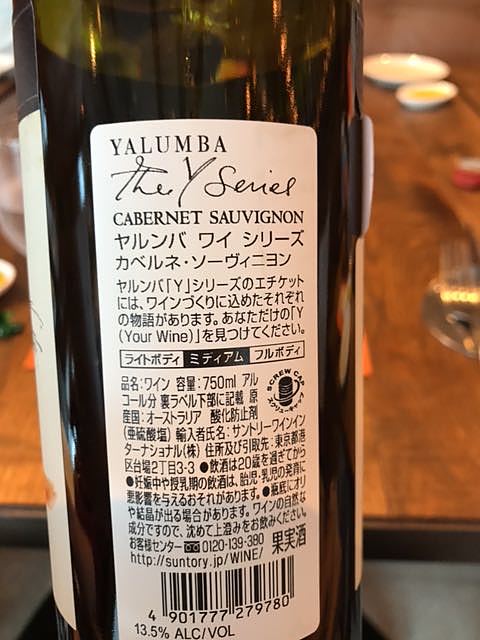 YALUMBA
the Y Series
CABERNET SAUVIGNON
ヤルンバ ワイ シリーズ
カベルネ・ソーヴィニヨン
ヤルンバ「Y」シリーズのエチケット
には、ワインづくりに込めたそれぞれ
の物語があります。あなただけの「Y
(Your Wine)」を見つけてください。
ライトボディ ミディアム フルボディ
SCREW CAP
品名:ワイン 容量:750ml アル
コール分 裏ラベル下部に記載 原
産国:オーストラリア 酸化防止剤
(亜硫酸塩) 輸入者氏名:サントリーワインイン
ターナショナル(株) 住所及び引取先:東京都港
区台場2丁目3-3 ●飲酒は20歳を過ぎてから
●妊娠中や授乳期の飲酒は、胎児・乳児の発育に
悪影響を与えるおそれがあります。●瓶底にオリ
や結晶が出る場合があります。ワインの自然な
成分ですので、沈めて上澄みをお飲みください。
お客様センター 0120-139-380 果実酒
http://suntory.jp/WINE/
4 901777 279780
13.5% ALC/VOL